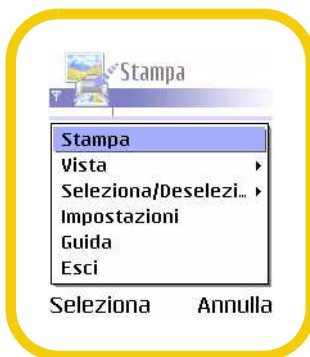 Stampa
Stampa
Vista
Seleziona/Deselezi...
Impostazioni
Guida
Esci
Seleziona Annulla